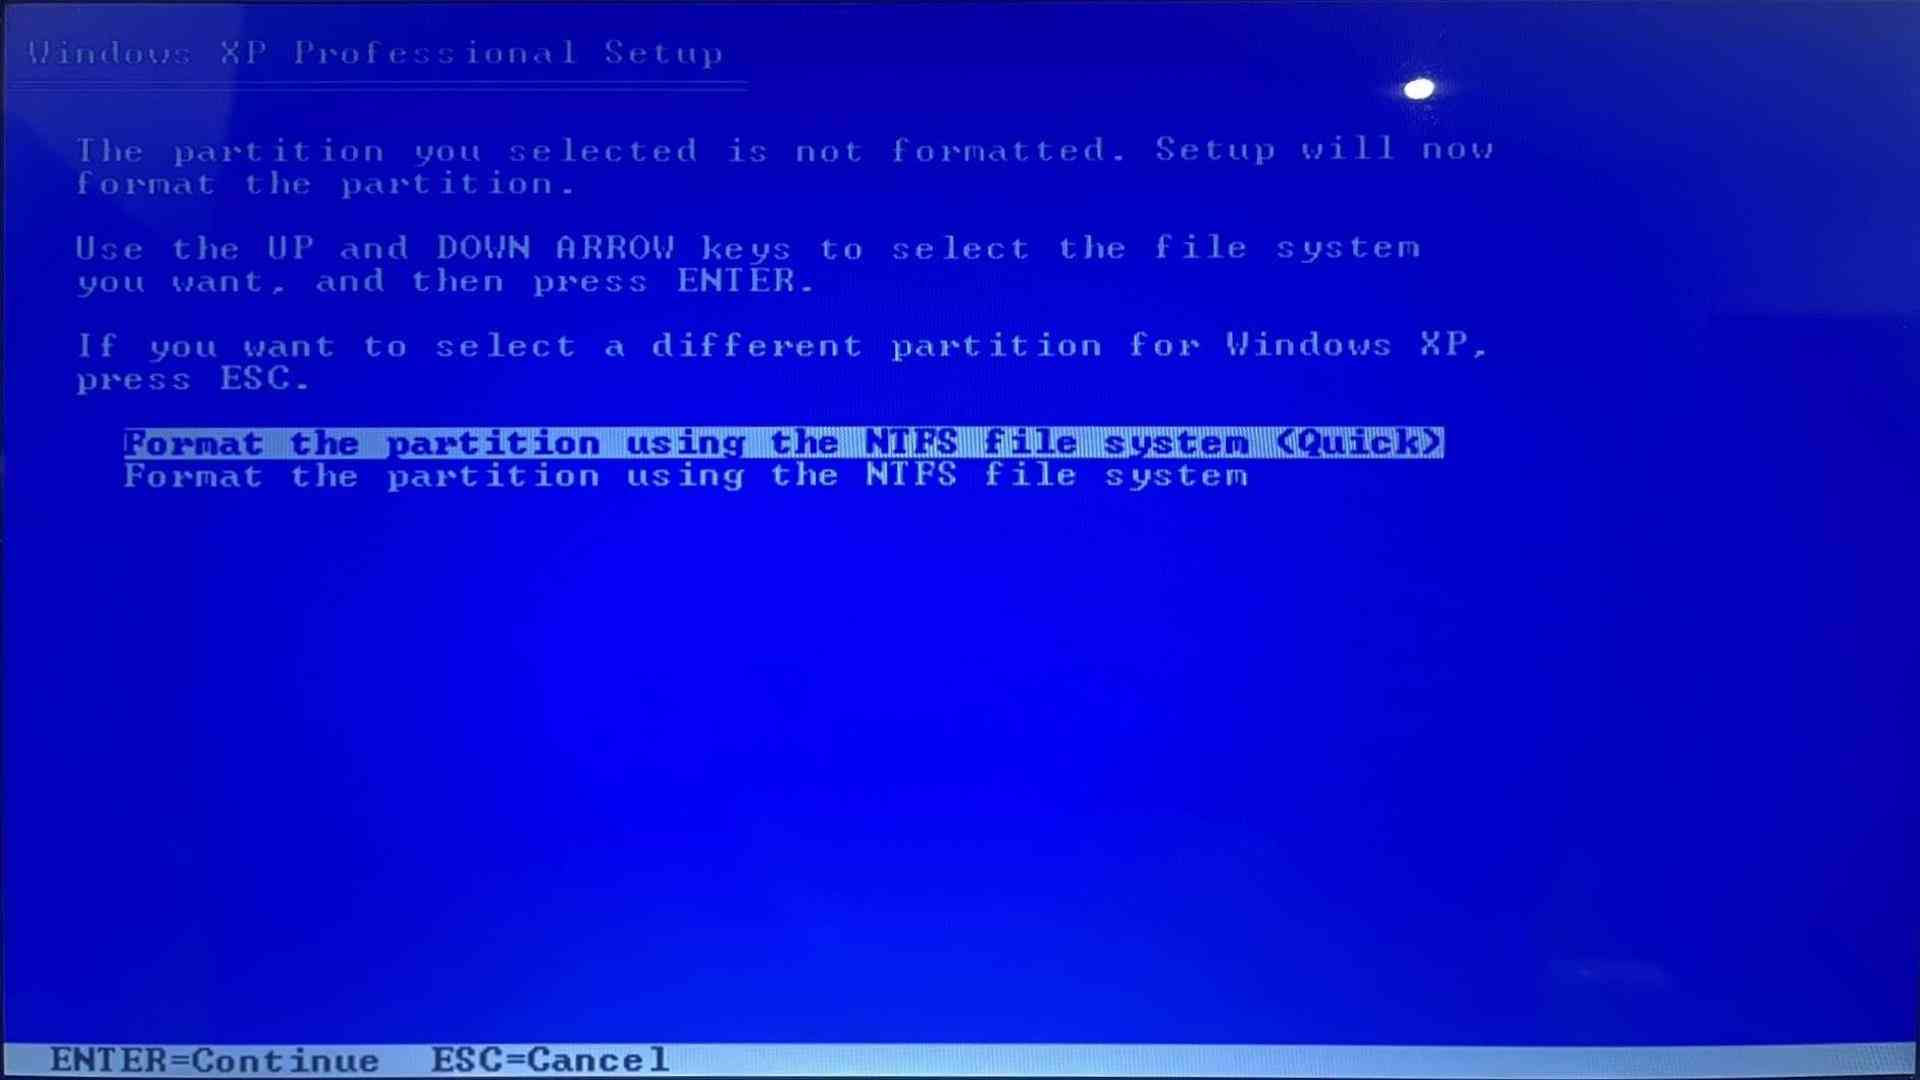 Windows XP Professional Setup
The partition you selected is not formatted. Setup will now
format the partition.
Use the UP and DOWN ARROW keys to select the file system
you want, and then press ENTER.
If you want to select a different partition for Windows XP,
press ESC.
Format the partition using the NTFS file system (Quick)
Format the partition using the NTFS file system
ENTER=Continue ESC=Cancel